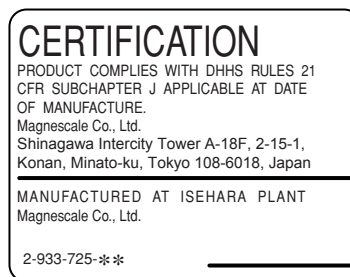 CERTIFICATION
PRODUCT COMPLIES WITH DHHS RULES 21
CFR SUBCHAPTER J APPLICABLE AT DATE
OF MANUFACTURE.
Magnescale Co., Ltd.
Shinagawa Intercity Tower A-18F, 2-15-1,
Konan, Minato-ku, Tokyo 108-6018, Japan
MANUFACTURED AT ISEHARA PLANT
Magnescale Co., Ltd.
2-933-725-**